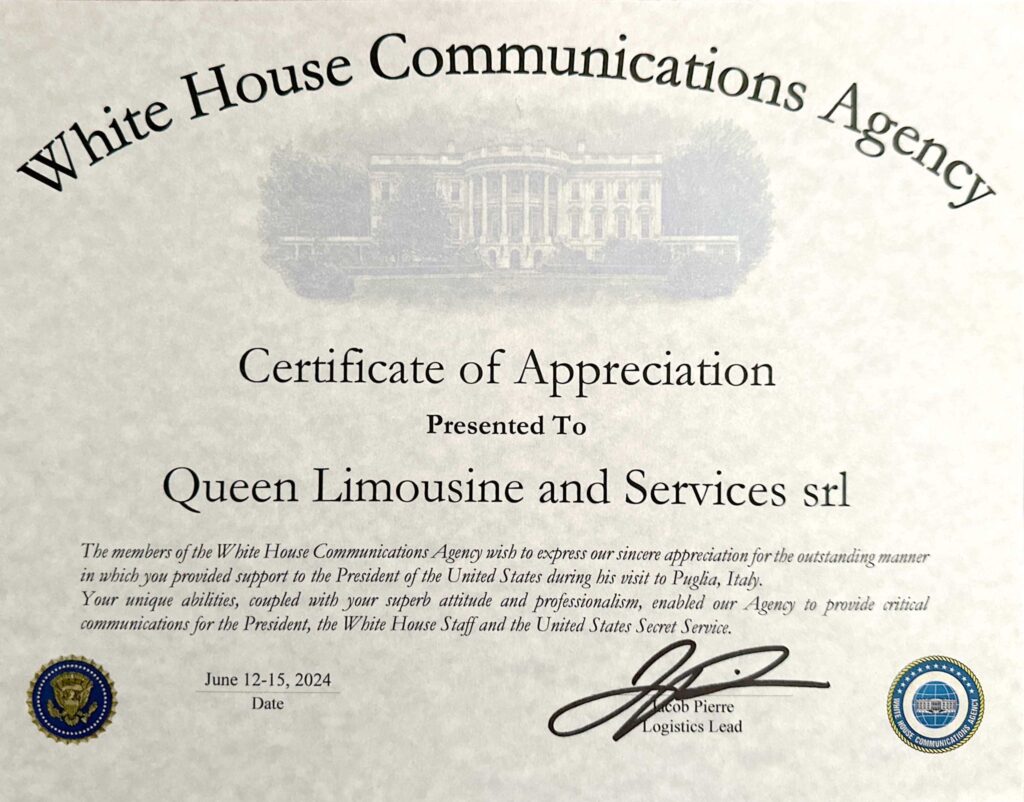 White House Communications Agency
Certificate of Appreciation
Presented To
Queen Limousine and Services srl
The members of the White House Communications Agency wish to express our sincere appreciation for the outstanding manner
in which you provided support to the President of the United States during his visit to Puglia, Italy.
Your unique abilities, coupled with your superb attitude and professionalism, enabled our Agency to provide critical
communications for the President, the White House Staff and the United States Secret Service.
June 12-15, 2024
Date
Jacob Pierre
Logistics Lead
WHITE HOUSE COMMUNICATIONS AGENCY